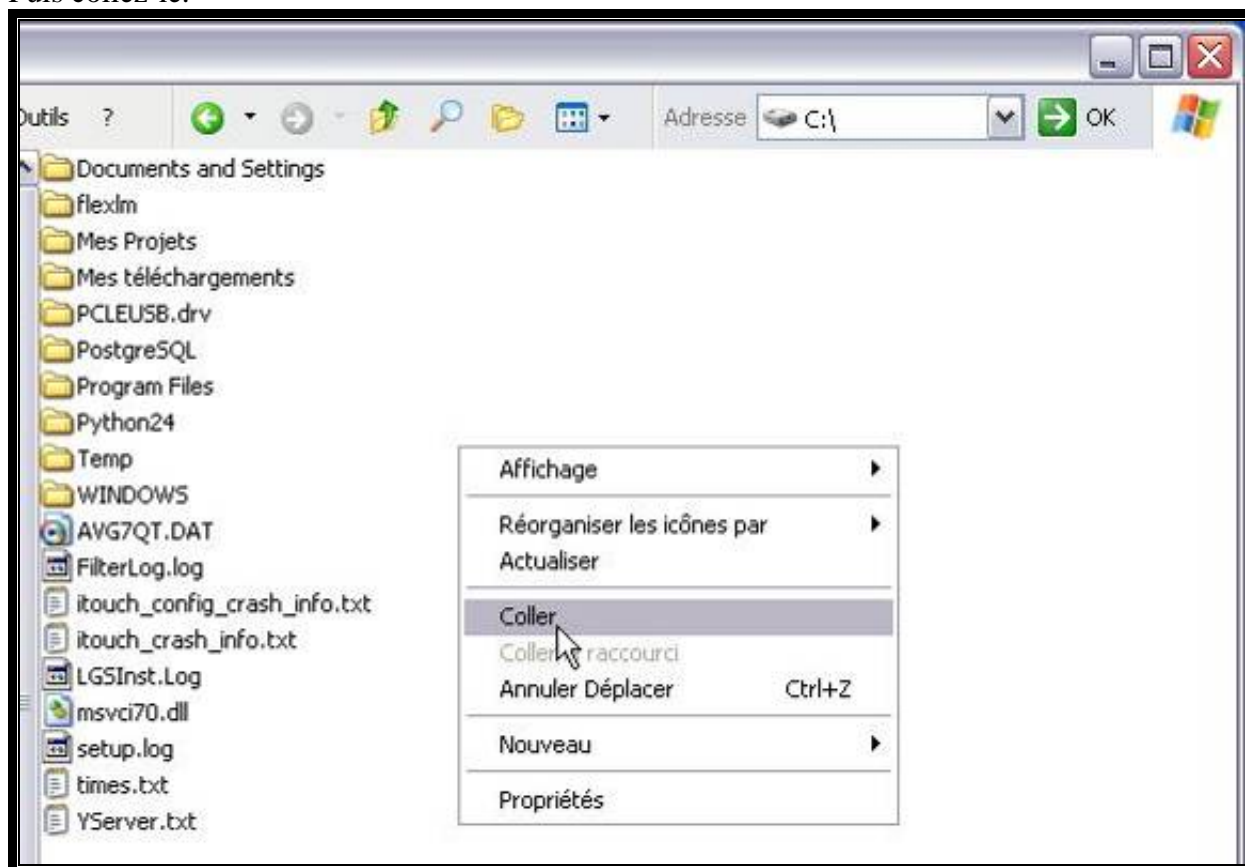 Puis collez-le.
Outils ? Adresse C:\ OK
Documents and Settings
flexlm
Mes Projets
Mes téléchargements
PCLEUSB.drv
PostgreSQL
Program Files
Python24
Temp
WINDOWS
AVG7QT.DAT
FilterLog.log
itouch_config_crash_info.txt
itouch_crash_info.txt
LGSInst.Log
msvci70.dll
setup.log
times.txt
YServer.txt
Affichage
Réorganiser les icônes par
Actualiser
Coller
Coller raccourci
Annuler Déplacer Ctrl+Z
Nouveau
Propriétés